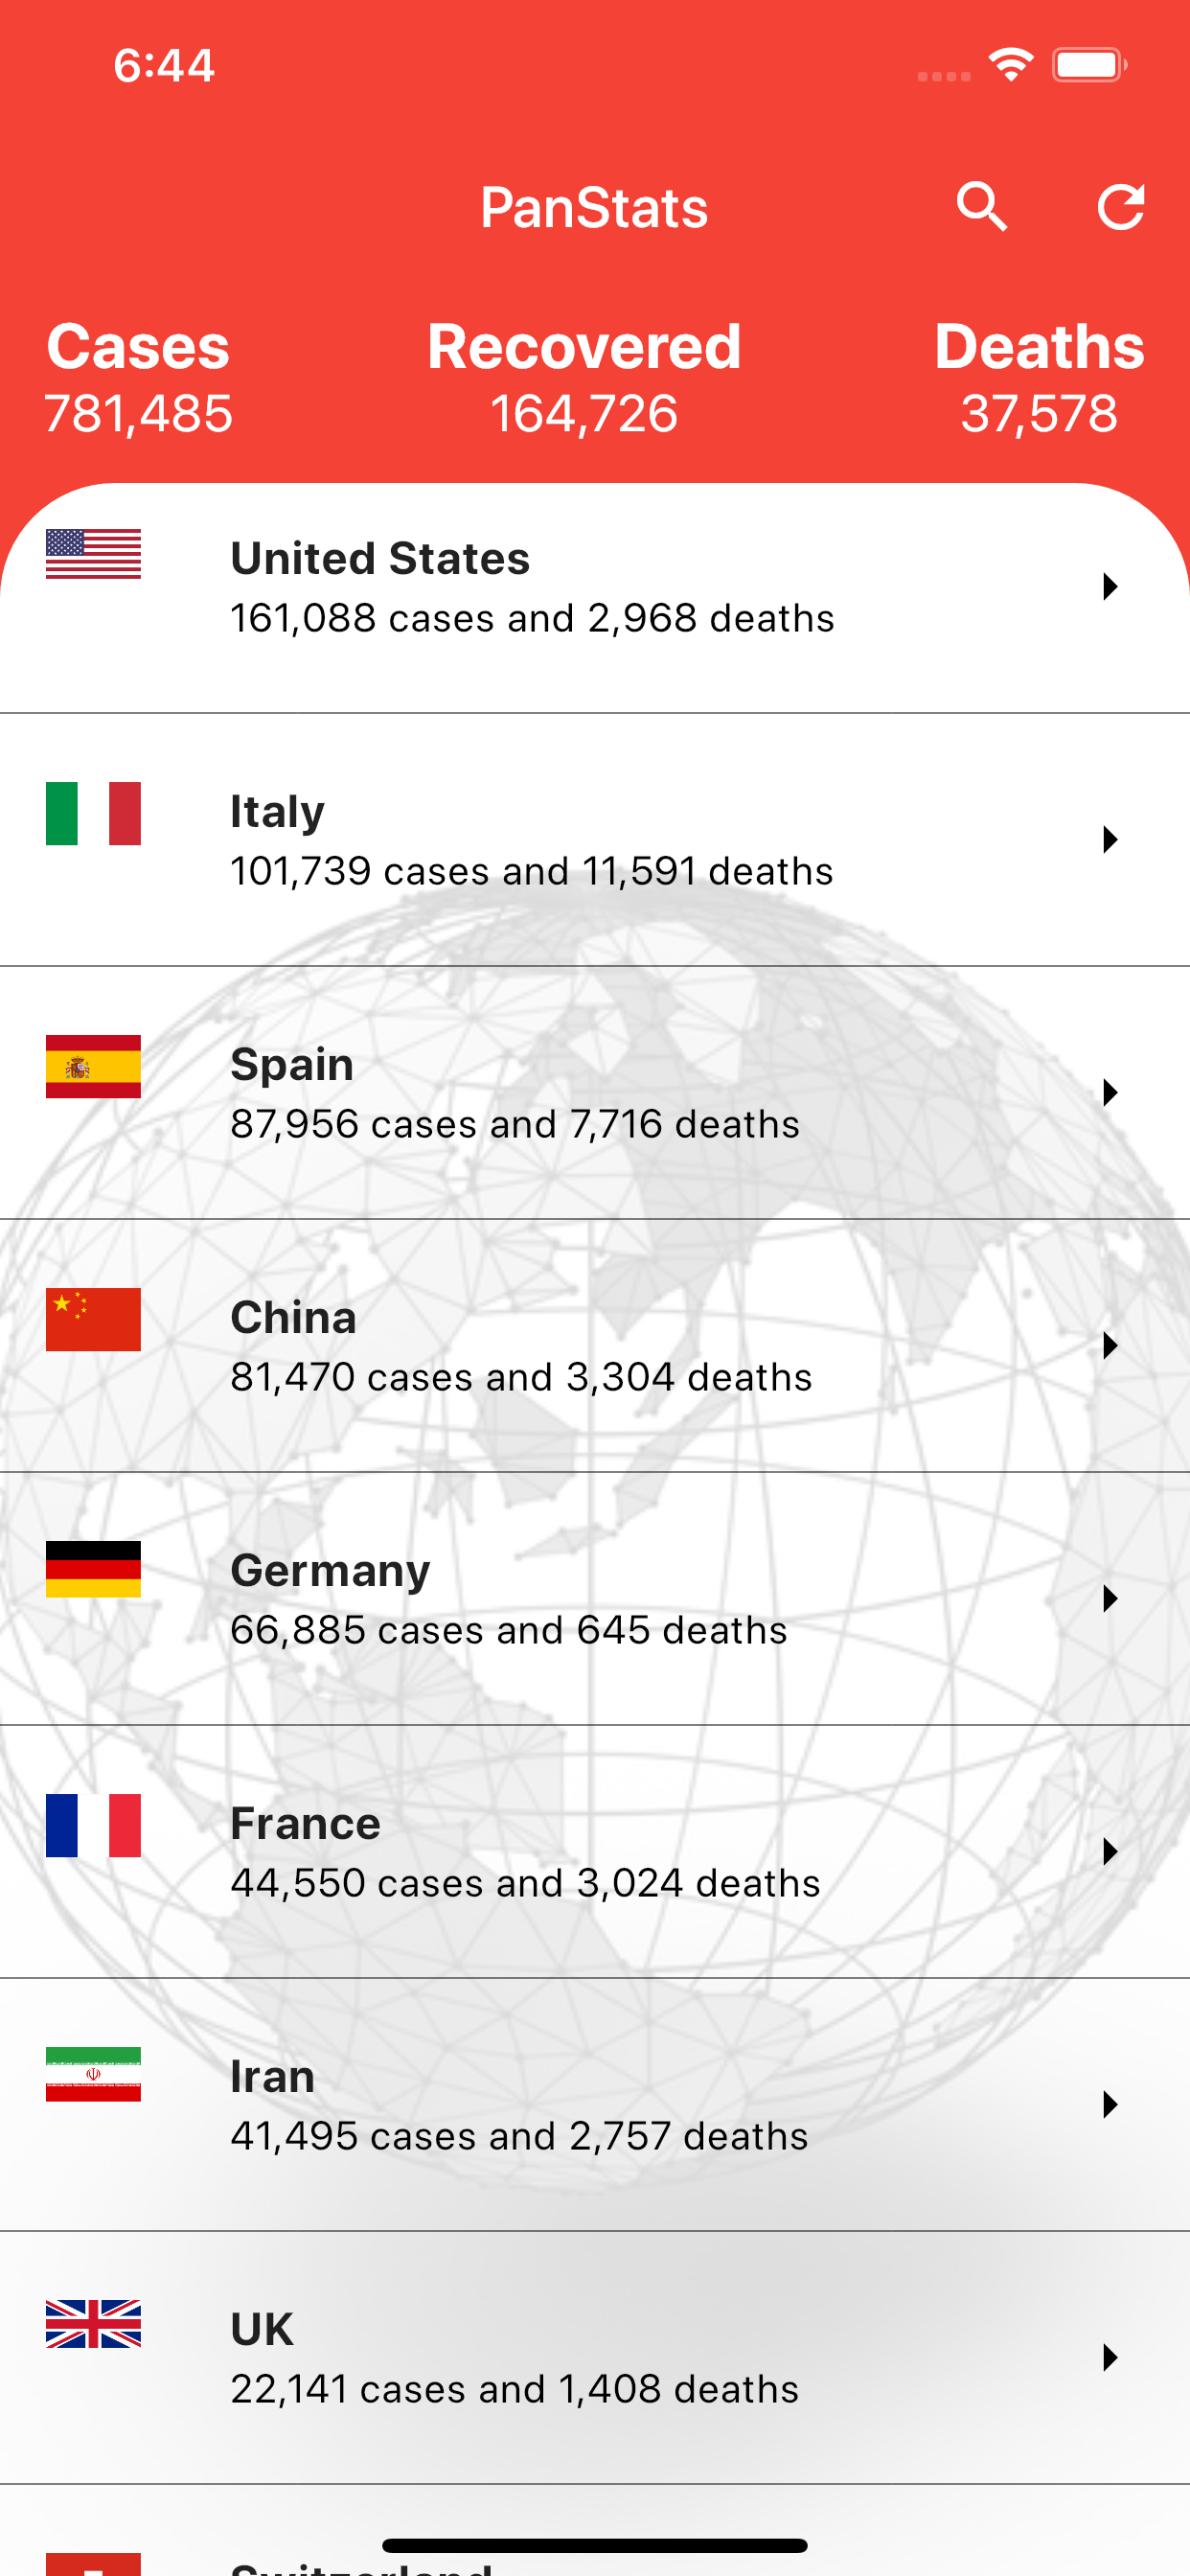 6:44
PanStats
Cases Recovered Deaths
781,485 164,726 37,578
United States
161,088 cases and 2,968 deaths
Italy
101,739 cases and 11,591 deaths
Spain
87,956 cases and 7,716 deaths
China
81,470 cases and 3,304 deaths
Germany
66,885 cases and 645 deaths
France
44,550 cases and 3,024 deaths
Iran
41,495 cases and 2,757 deaths
UK
22,141 cases and 1,408 deaths
Switzerland